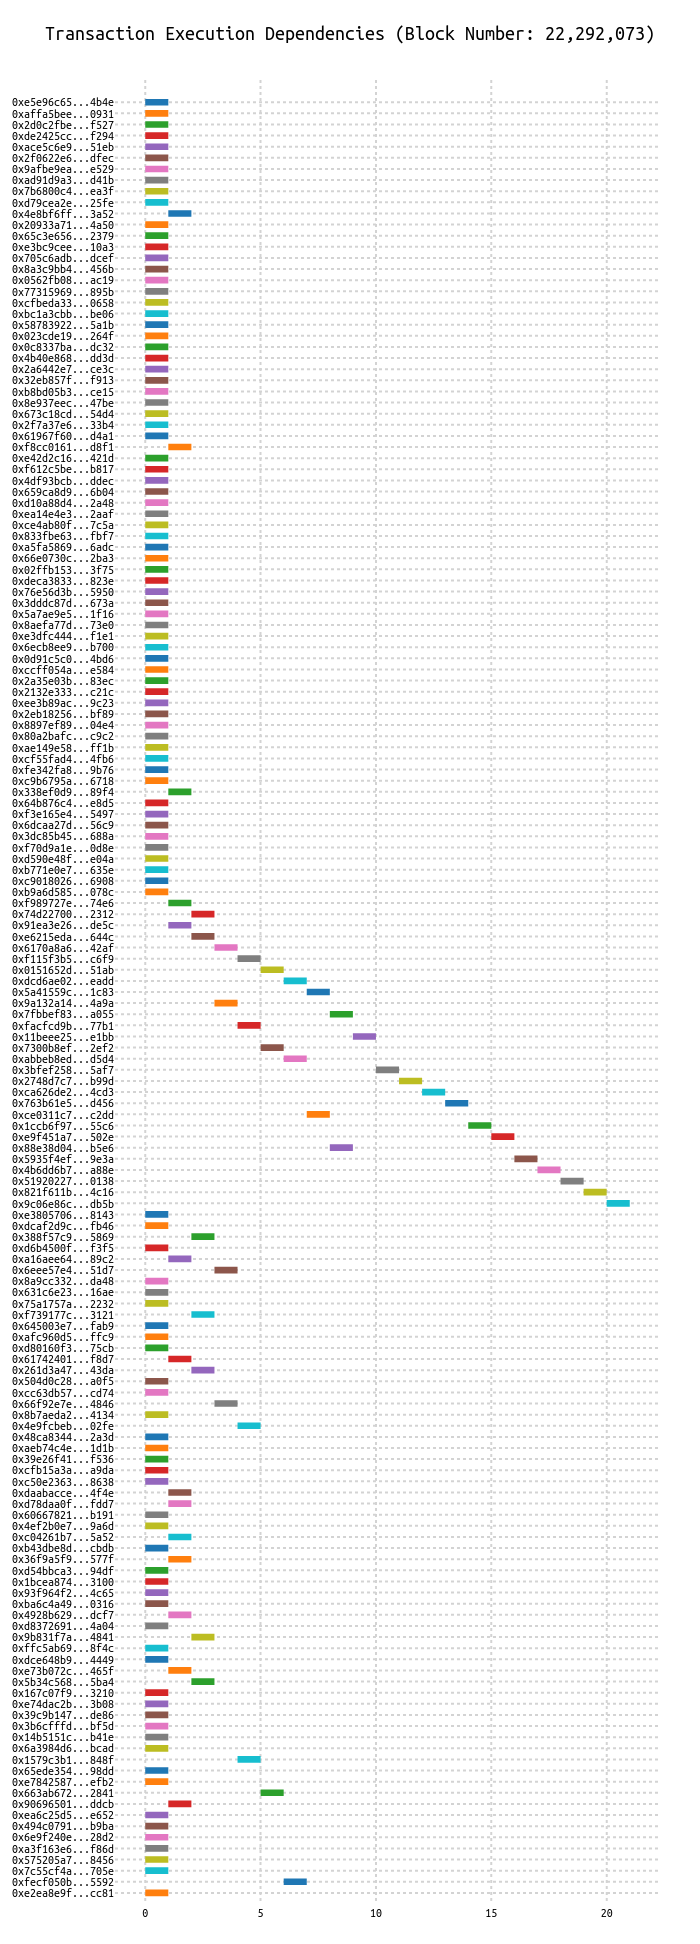 Transaction Execution Dependencies (Block Number: 22,292,073)
0xe5e96c65...4b4e
0xaffa5bee...0931
0x2d0c2fbe...f527
0xde2425cc...f294
0xace5c6e9...51eb
0x2f0622e6...dfec
0x9afbe9ea...e529
0xad91d9a3...d41b
0x7b6800c4...ea3f
0xd79cea2e...25fe
0x4e8bf6ff...3a52
0x20933a71...4a50
0x65c3e656...2379
0xe3bc9cee...10a3
0x705c6adb...dcef
0x8a3c9bb4...456b
0x0562fb08...ac19
0x77315969...895b
0xcfbeda33...0658
0xbc1a3cbb...be06
0x58783922...5a1b
0x023cde19...264f
0x0c8337ba...dc32
0x4b40e868...dd3d
0x2a6442e7...ce3c
0x32eb857f...f913
0xb8bd05b3...ce15
0x8e937eec...47be
0x673c18cd...54d4
0x2f7a37e6...33b4
0x61967f60...d4a1
0xf8cc0161...d8f1
0xe42d2c16...421d
0xf612c5be...b817
0x4df93bcb...ddec
0x659ca8d9...6b04
0xd10a88d4...2a48
0xea14e4e3...2aaf
0xce4ab80f...7c5a
0x833fbe63...fbf7
0xa5fa5869...6adc
0x66e0730c...2ba3
0x02ffb153...3f75
0xdeca3833...823e
0x76e56d3b...5950
0x3dddc87d...673a
0x5a7ae9e5...1f16
0x8aefa77d...73e0
0xe3dfc444...f1e1
0x6ecb8ee9...b700
0x0d91c5c0...4bd6
0xccff054a...e584
0x2a35e03b...83ec
0x2132e333...c21c
0xee3b89ac...9c23
0x2eb18256...bf89
0x8897ef89...04e4
0x80a2bafc...c9c2
0xae149e58...ff1b
0xcf55fad4...4fb6
0xfe342fa8...9b76
0xc9b6795a...6718
0x338ef0d9...89f4
0x64b876c4...e8d5
0xf3e165e4...5497
0x6dcaa27d...56c9
0x3dc85b45...688a
0xf70d9a1e...0d8e
0xd590e48f...e04a
0xb771e0e7...635e
0xc9018026...6908
0xb9a6d585...078c
0xf989727e...74e6
0x74d22700...2312
0x91ea3e26...de5c
0xe6215eda...644c
0x6170a8a6...42af
0xf115f3b5...c6f9
0x0151652d...51ab
0xdcd6ae02...eadd
0x5a41559c...1c83
0x9a132a14...4a9a
0x7fbbef83...a055
0xfacfcd9b...77b1
0x11beee25...e1bb
0x7300b8ef...2ef2
0xabbeb8ed...d5d4
0x3bfef258...5af7
0x2748d7c7...b99d
0xca626de2...4cd3
0x763b61e5...d456
0xce0311c7...c2dd
0x1ccb6f97...55c6
0xe9f451a7...502e
0x88e38d04...b5e6
0x5935f4ef...9e3a
0x4b6dd6b7...a88e
0x51920227...0138
0x821f611b...4c16
0x9c06e86c...db5b
0xe3805706...8143
0xdcaf2d9c...fb46
0x388f57c9...5869
0xd6b4500f...f3f5
0xa16aee64...89c2
0x6eee57e4...51d7
0x8a9cc332...da48
0x631c6e23...16ae
0x75a1757a...2232
0xf739177c...3121
0x645003e7...fab9
0xafc960d5...ffc9
0xd80160f3...75cb
0x61742401...f8d7
0x261d3a47...43da
0x504d0c28...a0f5
0xcc63db57...cd74
0x66f92e7e...4846
0x8b7aeda2...4134
0x4e9fcbeb...02fe
0x48ca8344...2a3d
0xaeb74c4e...1d1b
0x39e26f41...f536
0xcfb15a3a...a9da
0xc50e2363...8638
0xdaabacce...4f4e
0xd78daa0f...fdd7
0x60667821...b191
0x4ef2b0e7...9a6d
0xc04261b7...5a52
0xb43dbe8d...cbdb
0x36f9a5f9...577f
0xd54bbca3...94df
0x1bcea874...3100
0x93f964f2...4c65
0xba6c4a49...0316
0x4928b629...dcf7
0xd8372691...4a04
0x9b831f7a...4841
0xffc5ab69...8f4c
0xdce648b9...4449
0xe73b072c...465f
0x5b34c568...5ba4
0x167c07f9...3210
0xe74dac2b...3b08
0x39c9b147...de86
0x3b6cfffd...bf5d
0x14b5151c...b41e
0x6a3984d6...bcad
0x1579c3b1...848f
0x65ede354...98dd
0xe7842587...efb2
0x663ab672...2841
0x90696501...ddcb
0xea6c25d5...e652
0x494c0791...b9ba
0x6e9f240e...28d2
0xa3f163e6...f86d
0x575205a7...8456
0x7c55cf4a...705e
0xfecf050b...5592
0xe2ea8e9f...cc81
0 5 10 15 20